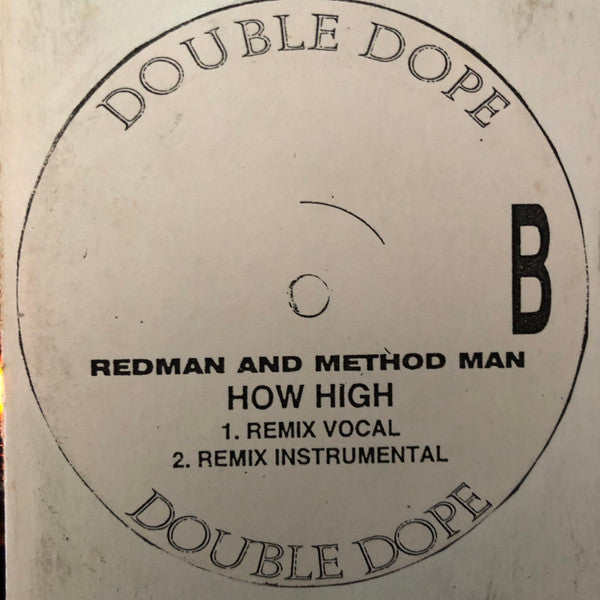 DOUBLE DOPE
B
REDMAN AND METHOD MAN
HOW HIGH
1. REMIX VOCAL
2. REMIX INSTRUMENTAL
DOUBLE DOPE